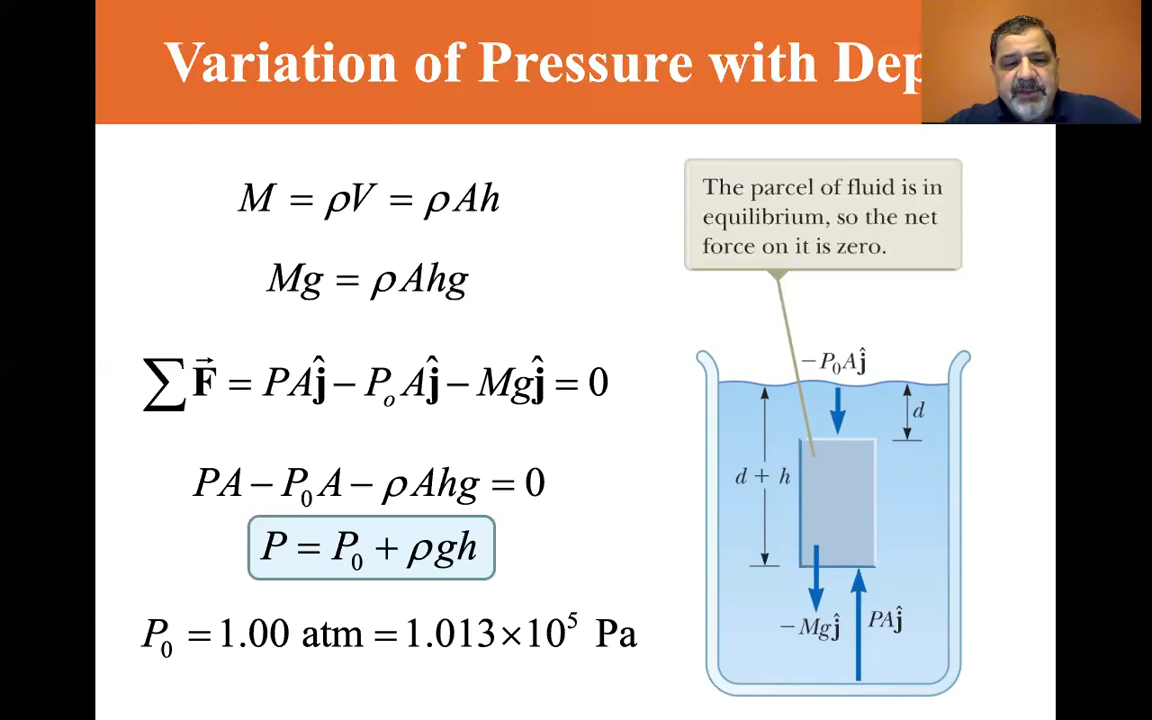 Variation of Pressure with Dep
M = ρV = ρAh
Mg = ρAhg
∑F⃗ = PAĵ − PₒAĵ − Mgĵ = 0
PA − P₀A − ρAhg = 0
P = P₀ + ρgh
P₀ = 1.00 atm = 1.013×10⁵ Pa
The parcel of fluid is in
equilibrium, so the net
force on it is zero.
−P₀Aĵ
d
d + h
−Mgĵ
PAĵ